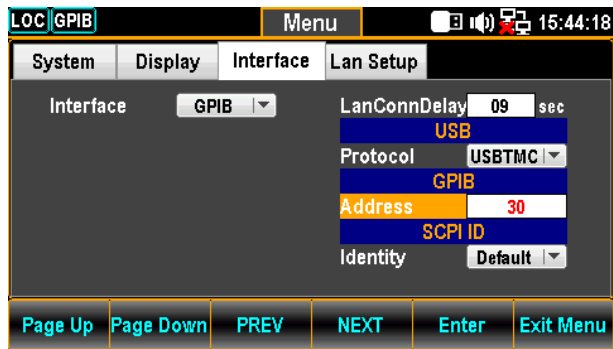 LOC GPIB Menu 15:44:18
System Display Interface Lan Setup
Interface GPIB LanConnDelay 09 sec
USB
Protocol USBTMC
GPIB
Address 30
SCPI ID
Identity Default
Page Up Page Down PREV NEXT Enter Exit Menu